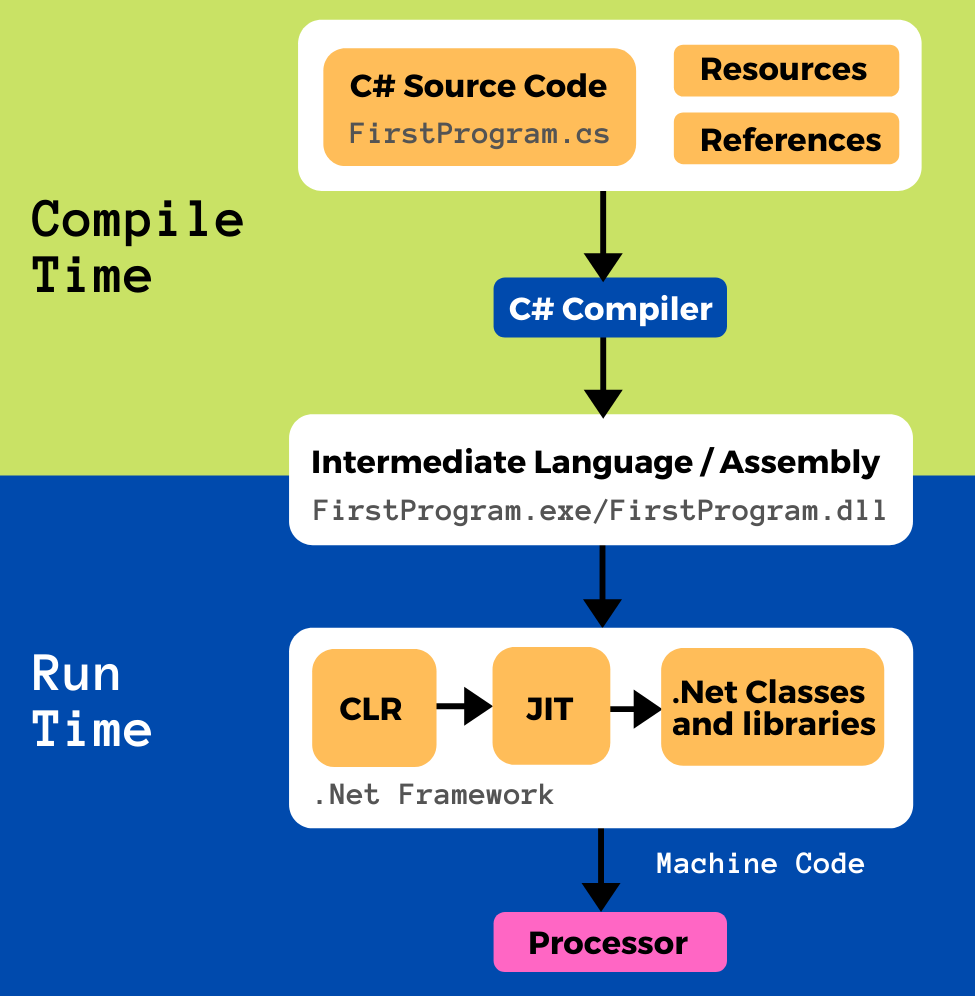 C# Source Code
FirstProgram.cs
Resources
References
Compile
Time
C# Compiler
Intermediate Language / Assembly
FirstProgram.exe/FirstProgram.dll
Run
Time
CLR
JIT
.Net Classes
and libraries
.Net Framework
Machine Code
Processor